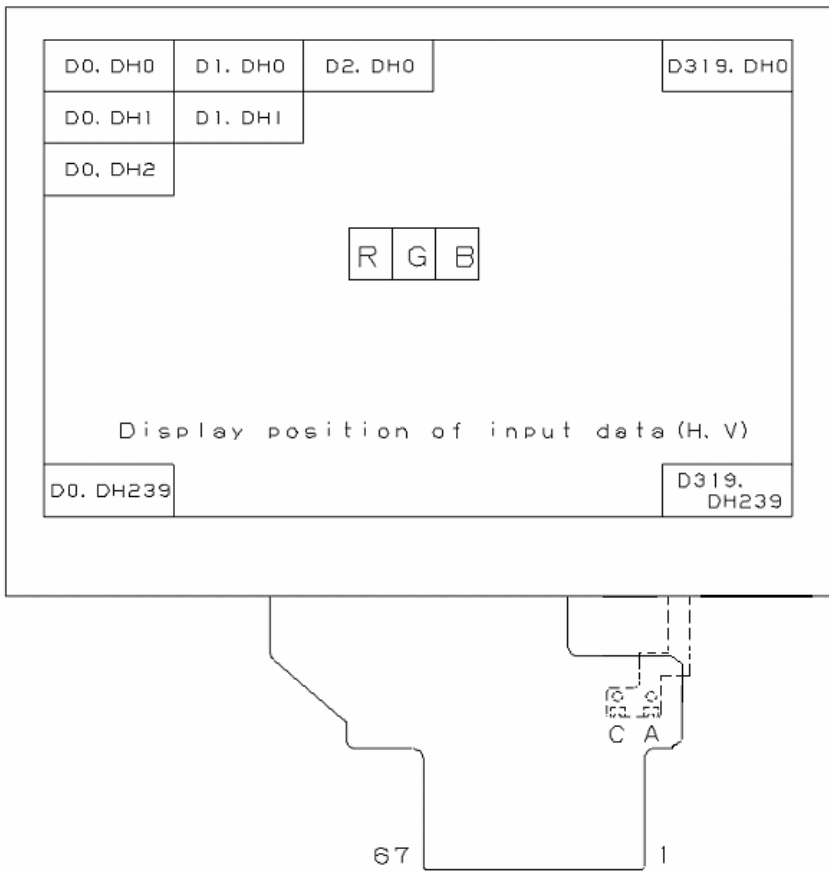 D0. DH0 D1. DH0 D2. DH0 D319. DH0
D0. DH1 D1. DH1
D0. DH2
R G B
Display position of input data (H. V)
D0. DH239 D319.
DH239
C A
67 1